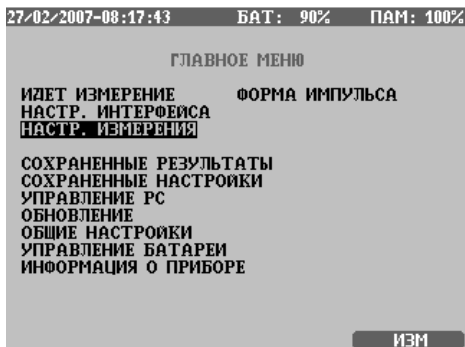 27/02/2007-08:17:43 БАТ: 90% ПАМ: 100%
ГЛАВНОЕ МЕНЮ
ИДЕТ ИЗМЕРЕНИЕ ФОРМА ИМПУЛЬСА
НАСТР. ИНТЕРФЕЙСА
НАСТР. ИЗМЕРЕНИЯ
СОХРАНЕННЫЕ РЕЗУЛЬТАТЫ
СОХРАНЕННЫЕ НАСТРОЙКИ
УПРАВЛЕНИЕ PC
ОБНОВЛЕНИЕ
ОБЩИЕ НАСТРОЙКИ
УПРАВЛЕНИЕ БАТАРЕИ
ИНФОРМАЦИЯ О ПРИБОРЕ
ИЗМ